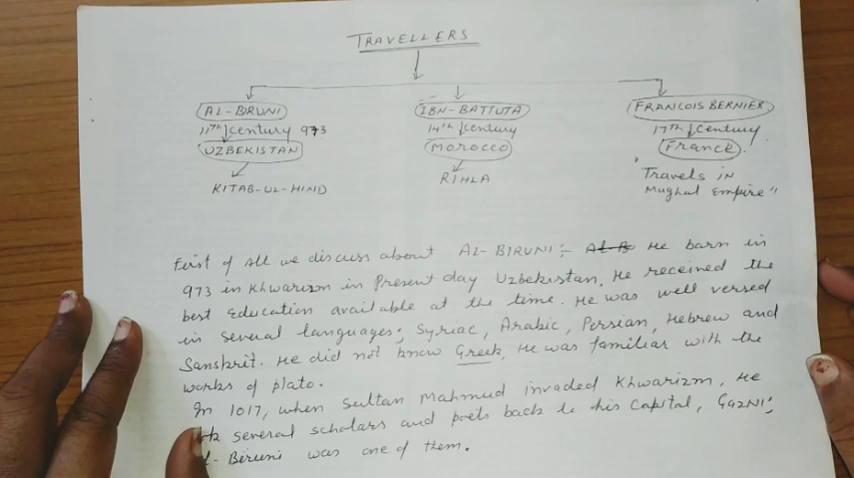 TRAVELLERS
AL-BIRUNI IBN-BATTUTA FRANCOIS BERNIER
11th century 973 14th century 17th century
UZBEKISTAN Morocco France.
KITAB-UL-HIND RIHLA "Travels in
Mughal Empire"
First of all we discuss about AL-BIRUNI:- He barn in
973 in Khwarizm in Present day Uzbekistan. He received the
best Education available at the time. He was well versed
in several languages; Syriac, Arabic, Persian, Hebrew and
Sanskrit. He did not know Greek, He was familiar with the
works of plato.
In 1017, when Sultan Mahmud invaded Khwarizm, He
several scholars and poets back to his Capital, GAZNI;
Biruni was one of them.